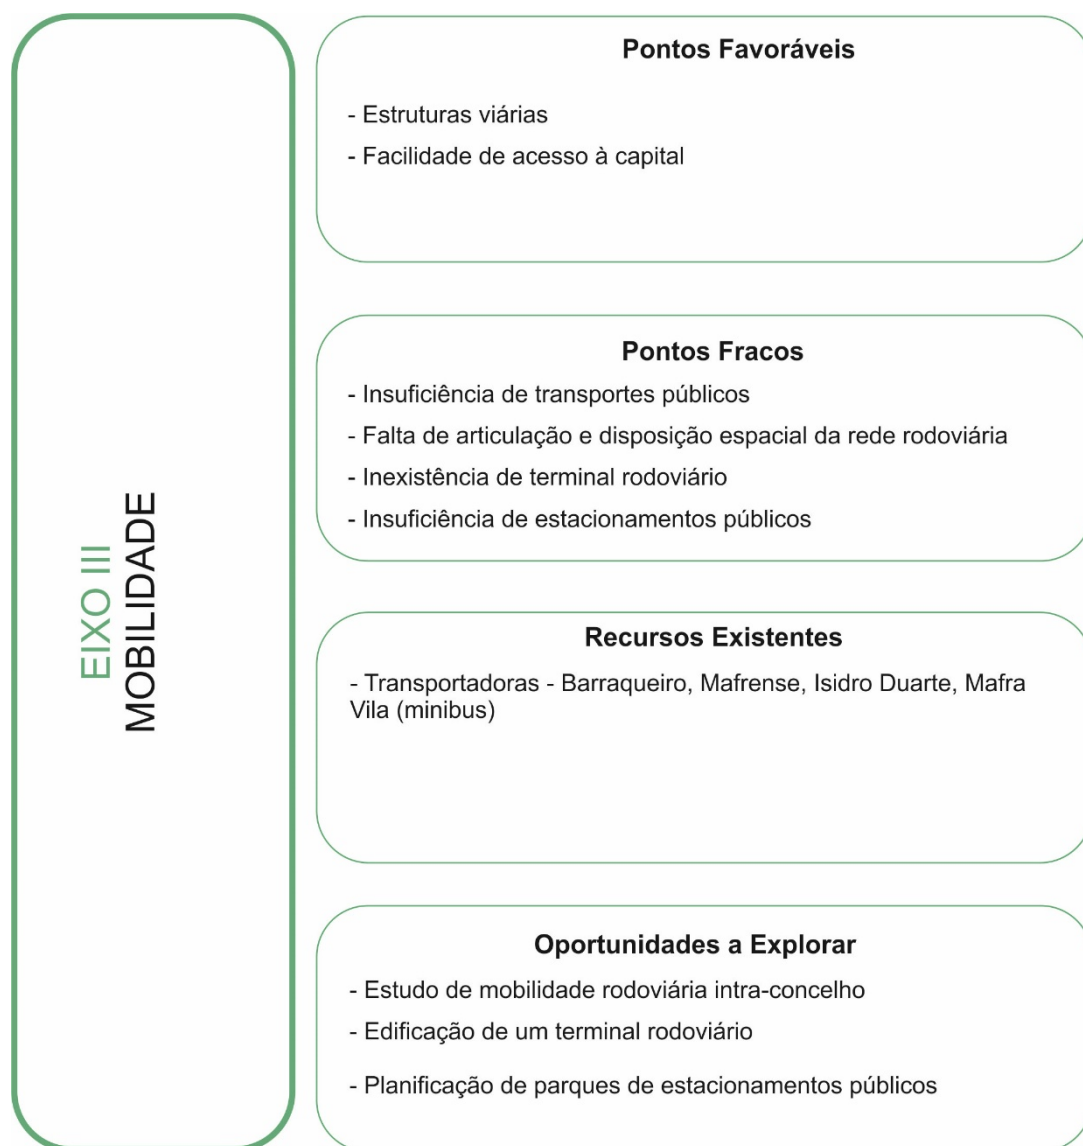 EIXO III
MOBILIDADE
Pontos Favoráveis
- Estruturas viárias
- Facilidade de acesso à capital
Pontos Fracos
- Insuficiência de transportes públicos
- Falta de articulação e disposição espacial da rede rodoviária
- Inexistência de terminal rodoviário
- Insuficiência de estacionamentos públicos
Recursos Existentes
- Transportadoras - Barraqueiro, Mafrense, Isidro Duarte, Mafra
Vila (minibus)
Oportunidades a Explorar
- Estudo de mobilidade rodoviária intra-concelho
- Edificação de um terminal rodoviário
- Planificação de parques de estacionamentos públicos